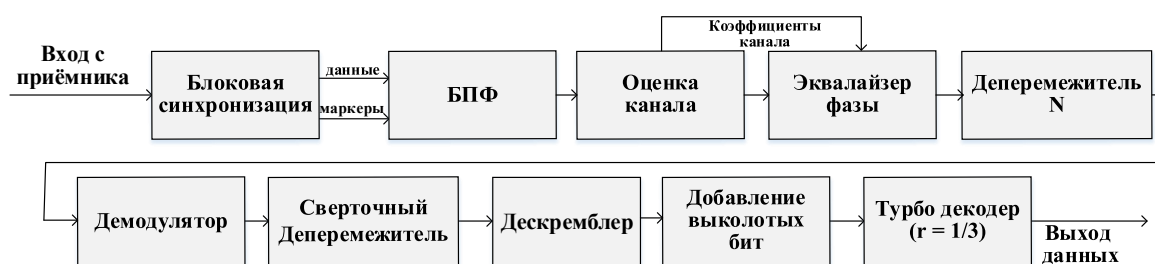 Коэффициенты
канала
Вход с
приёмника
Блоковая
синхронизация
данные
маркеры
БПФ
Оценка
канала
Эквалайзер
фазы
Деперемежитель
N
Демодулятор
Сверточный
Деперемежитель
Дескремблер
Добавление
выколотых
бит
Турбо декодер
(r = 1/3)
Выход
данных